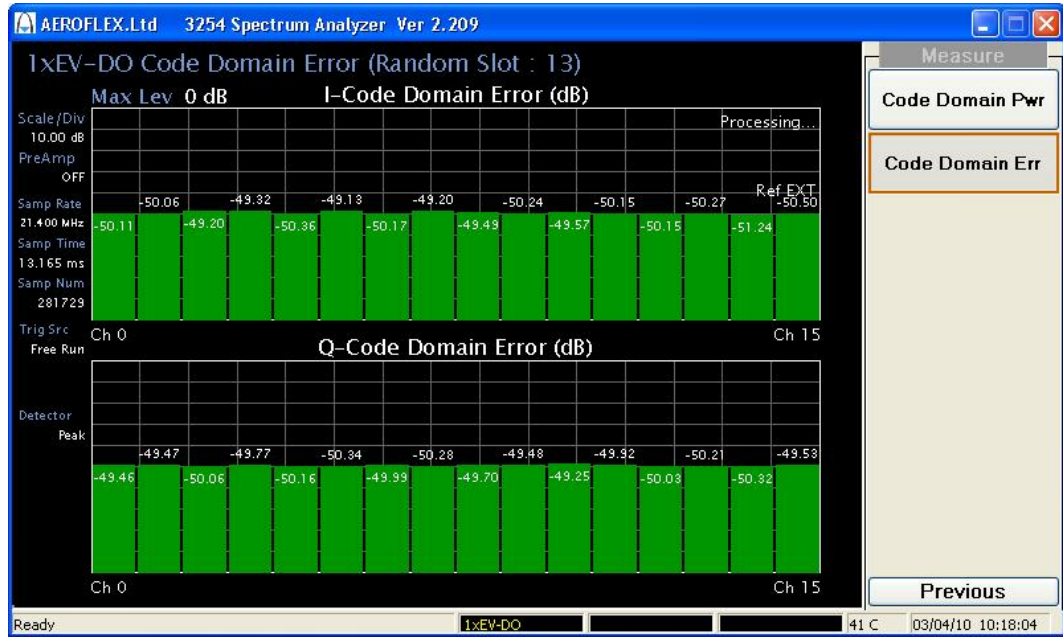 AEROFLEX.Ltd 3254 Spectrum Analyzer Ver 2.209
1xEV-DO Code Domain Error (Random Slot : 13)
Max Lev 0 dB I-Code Domain Error (dB)
Scale/Div
10.00 dB
PreAmp
OFF
Samp Rate
21.400 MHz
Samp Time
13.165 ms
Samp Num
281729
Trig Src
Free Run
Detector
Peak
Processing...
Ref EXT
-50.06 -49.32 -49.13 -49.20 -50.24 -50.15 -50.27 -50.50
-50.11 -49.20 -50.36 -50.17 -49.49 -49.57 -50.15 -51.24
Ch 0 Ch 15
Q-Code Domain Error (dB)
-49.47 -49.77 -50.34 -50.28 -49.48 -49.92 -50.21 -49.53
-49.46 -50.06 -50.16 -49.99 -49.70 -49.25 -50.03 -50.32
Ch 0 Ch 15
Measure
Code Domain Pwr
Code Domain Err
Previous
Ready 1xEV-DO 41 C 03/04/10 10:18:04